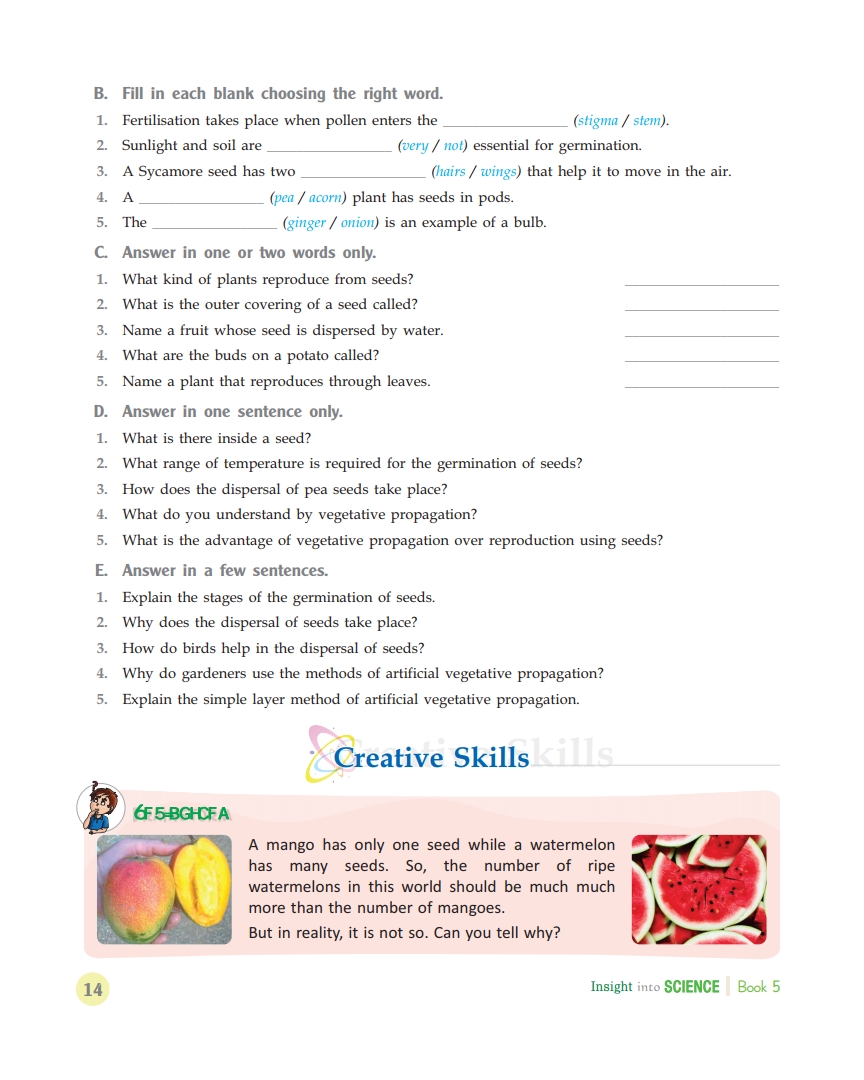 B. Fill in each blank choosing the right word.
1. Fertilisation takes place when pollen enters the ________________ (stigma / stem).
2. Sunlight and soil are ________________ (very / not) essential for germination.
3. A Sycamore seed has two ________________ (hairs / wings) that help it to move in the air.
4. A ________________ (pea / acorn) plant has seeds in pods.
5. The ________________ (ginger / onion) is an example of a bulb.
C. Answer in one or two words only.
1. What kind of plants reproduce from seeds? ____________________
2. What is the outer covering of a seed called? ____________________
3. Name a fruit whose seed is dispersed by water. ____________________
4. What are the buds on a potato called? ____________________
5. Name a plant that reproduces through leaves. ____________________
D. Answer in one sentence only.
1. What is there inside a seed?
2. What range of temperature is required for the germination of seeds?
3. How does the dispersal of pea seeds take place?
4. What do you understand by vegetative propagation?
5. What is the advantage of vegetative propagation over reproduction using seeds?
E. Answer in a few sentences.
1. Explain the stages of the germination of seeds.
2. Why does the dispersal of seeds take place?
3. How do birds help in the dispersal of seeds?
4. Why do gardeners use the methods of artificial vegetative propagation?
5. Explain the simple layer method of artificial vegetative propagation.
Creative Skills
A mango has only one seed while a watermelon
has many seeds. So, the number of ripe
watermelons in this world should be much much
more than the number of mangoes.
But in reality, it is not so. Can you tell why?
14
Insight into SCIENCE Book 5